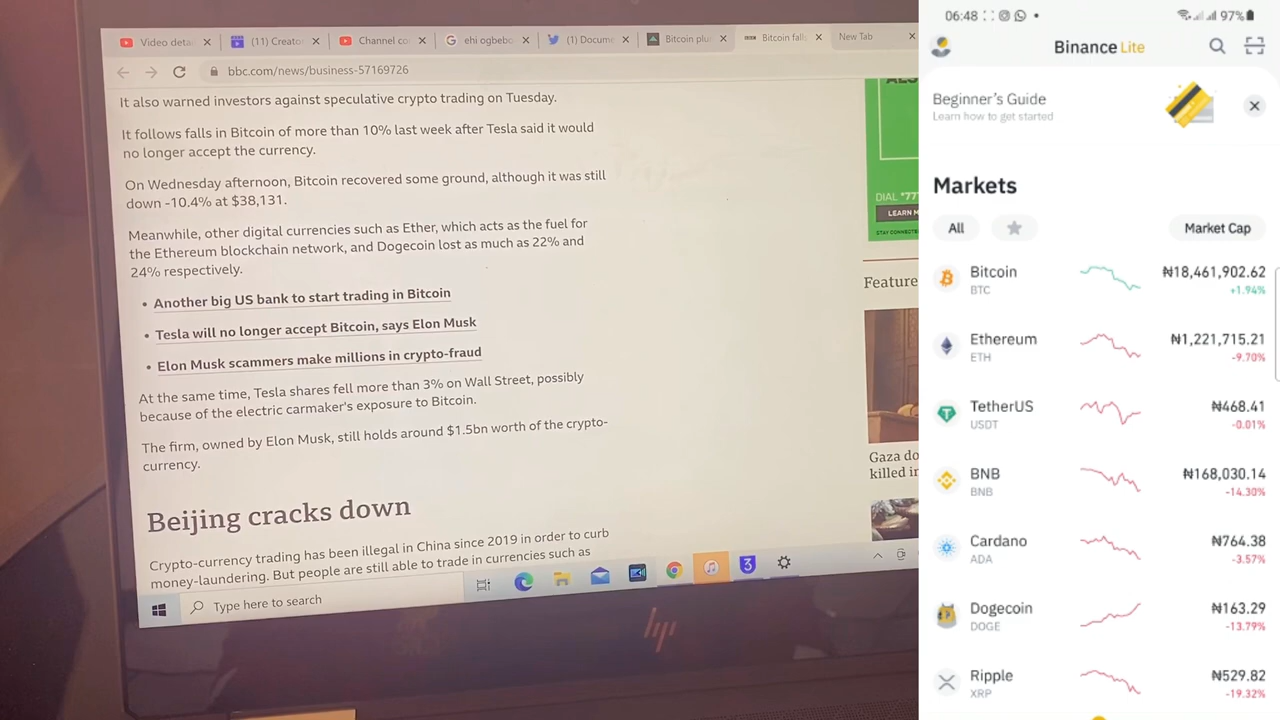 Video deta
(11) Creato
Channel co
ehi ogbebo
(1) Docume
Bitcoin plu
Bitcoin fall
New Tab
bbc.com/news/business-57169726
It also warned investors against speculative crypto trading on Tuesday.
It follows falls in Bitcoin of more than 10% last week after Tesla said it would
no longer accept the currency.
On Wednesday afternoon, Bitcoin recovered some ground, although it was still
down -10.4% at $38,131.
Meanwhile, other digital currencies such as Ether, which acts as the fuel for
the Ethereum blockchain network, and Dogecoin lost as much as 22% and
24% respectively.
• Another big US bank to start trading in Bitcoin
• Tesla will no longer accept Bitcoin, says Elon Musk
• Elon Musk scammers make millions in crypto-fraud
At the same time, Tesla shares fell more than 3% on Wall Street, possibly
because of the electric carmaker's exposure to Bitcoin.
The firm, owned by Elon Musk, still holds around $1.5bn worth of the crypto-
currency.
Beijing cracks down
Crypto-currency trading has been illegal in China since 2019 in order to curb
money-laundering. But people are still able to trade in currencies such as
DIAL *77
LEARN M
STAY CONNECTE
Feature
Gaza do
killed in
Type here to search
3
hp
06:48
97%
Binance Lite
Beginner's Guide
Learn how to get started
Markets
All
Market Cap
Bitcoin
BTC
₦18,461,902.62
+1.94%
Ethereum
ETH
₦1,221,715.21
-9.70%
TetherUS
USDT
₦468.41
-0.01%
BNB
BNB
₦168,030.14
-14.30%
Cardano
ADA
₦764.38
-3.57%
Dogecoin
DOGE
₦163.29
-13.79%
Ripple
XRP
₦529.82
-19.32%